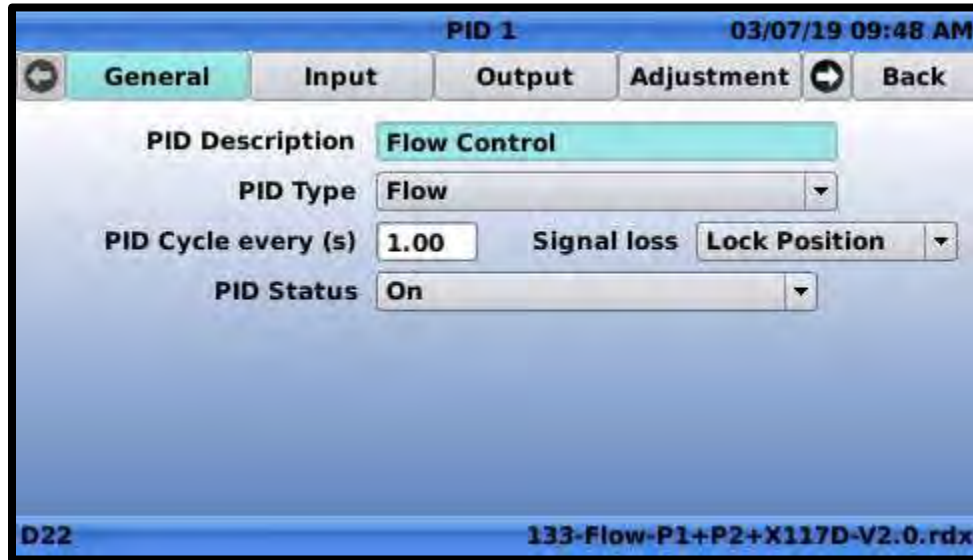 PID 1 03/07/19 09:48 AM
General Input Output Adjustment Back
PID Description Flow Control
PID Type Flow
PID Cycle every (s) 1.00 Signal loss Lock Position
PID Status On
D22 133-Flow-P1+P2+X117D-V2.0.rdx